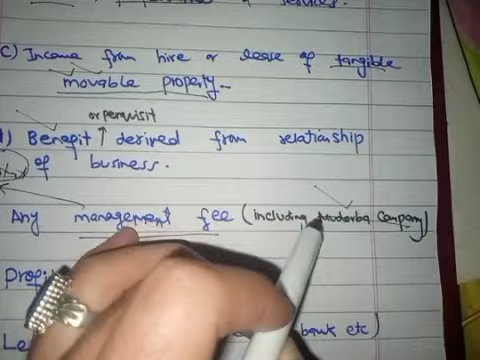 C) Income from hire or lease of tangible
movable property..
or perquisit
Benefit ↑ derived from relationship
of business.
Any management fee (including Modarba Company)
bank etc)